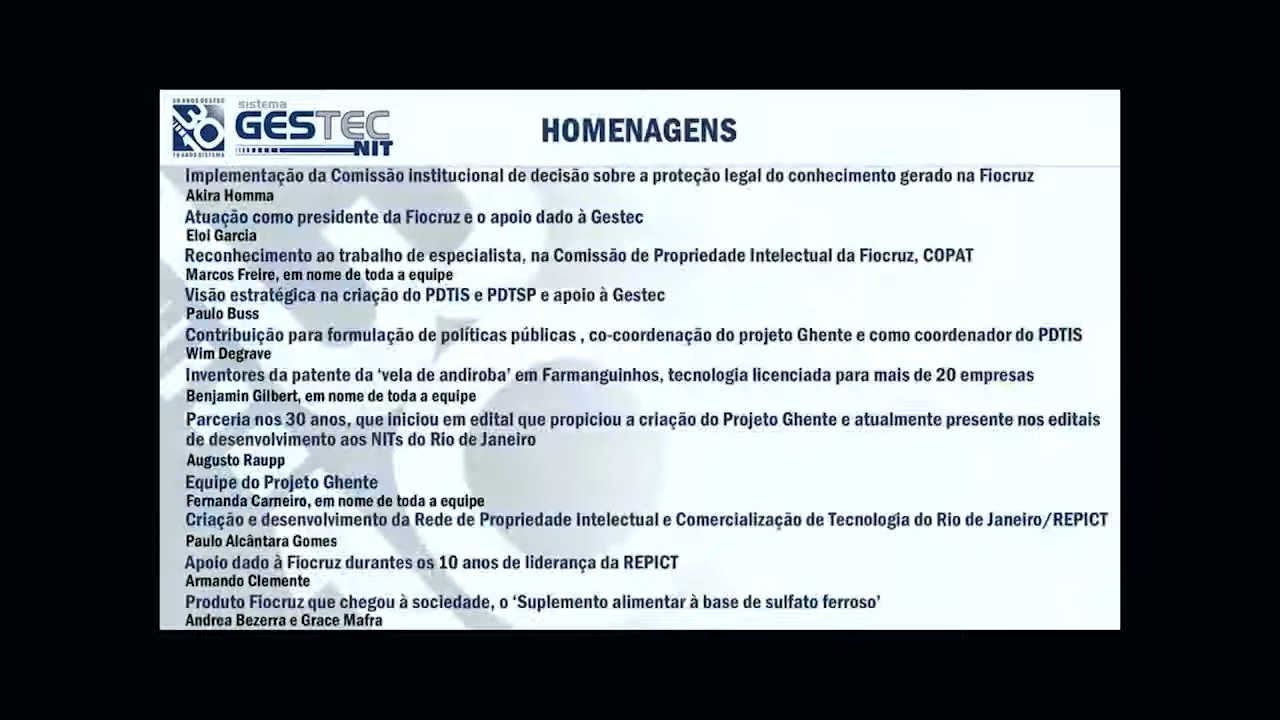 30 ANOS GESTEC
10 ANOS SISTEMA
sistema
GESTEC
NIT
HOMENAGENS
Implementação da Comissão institucional de decisão sobre a proteção legal do conhecimento gerado na Fiocruz
Akira Homma
Atuação como presidente da Fiocruz e o apoio dado à Gestec
Eloi Garcia
Reconhecimento ao trabalho de especialista, na Comissão de Propriedade Intelectual da Fiocruz, COPAT
Marcos Freire, em nome de toda a equipe
Visão estratégica na criação do PDTIS e PDTSP e apoio à Gestec
Paulo Buss
Contribuição para formulação de políticas públicas , co-coordenação do projeto Ghente e como coordenador do PDTIS
Wim Degrave
Inventores da patente da ‘vela de andiroba’ em Farmanguinhos, tecnologia licenciada para mais de 20 empresas
Benjamin Gilbert, em nome de toda a equipe
Parceria nos 30 anos, que iniciou em edital que propiciou a criação do Projeto Ghente e atualmente presente nos editais
de desenvolvimento aos NITs do Rio de Janeiro
Augusto Raupp
Equipe do Projeto Ghente
Fernanda Carneiro, em nome de toda a equipe
Criação e desenvolvimento da Rede de Propriedade Intelectual e Comercialização de Tecnologia do Rio de Janeiro/REPICT
Paulo Alcântara Gomes
Apoio dado à Fiocruz durantes os 10 anos de liderança da REPICT
Armando Clemente
Produto Fiocruz que chegou à sociedade, o ‘Suplemento alimentar à base de sulfato ferroso’
Andrea Bezerra e Grace Mafra